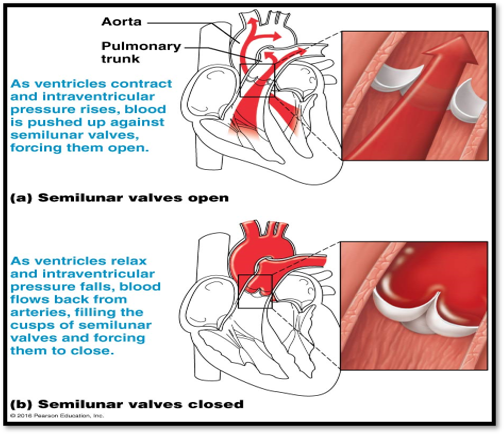 Aorta
Pulmonary
trunk
As ventricles contract
and intraventricular
pressure rises, blood
is pushed up against
semilunar valves,
forcing them open.
(a) Semilunar valves open
As ventricles relax
and intraventricular
pressure falls, blood
flows back from
arteries, filling the
cusps of semilunar
valves and forcing
them to close.
(b) Semilunar valves closed
© 2016 Pearson Education, Inc.